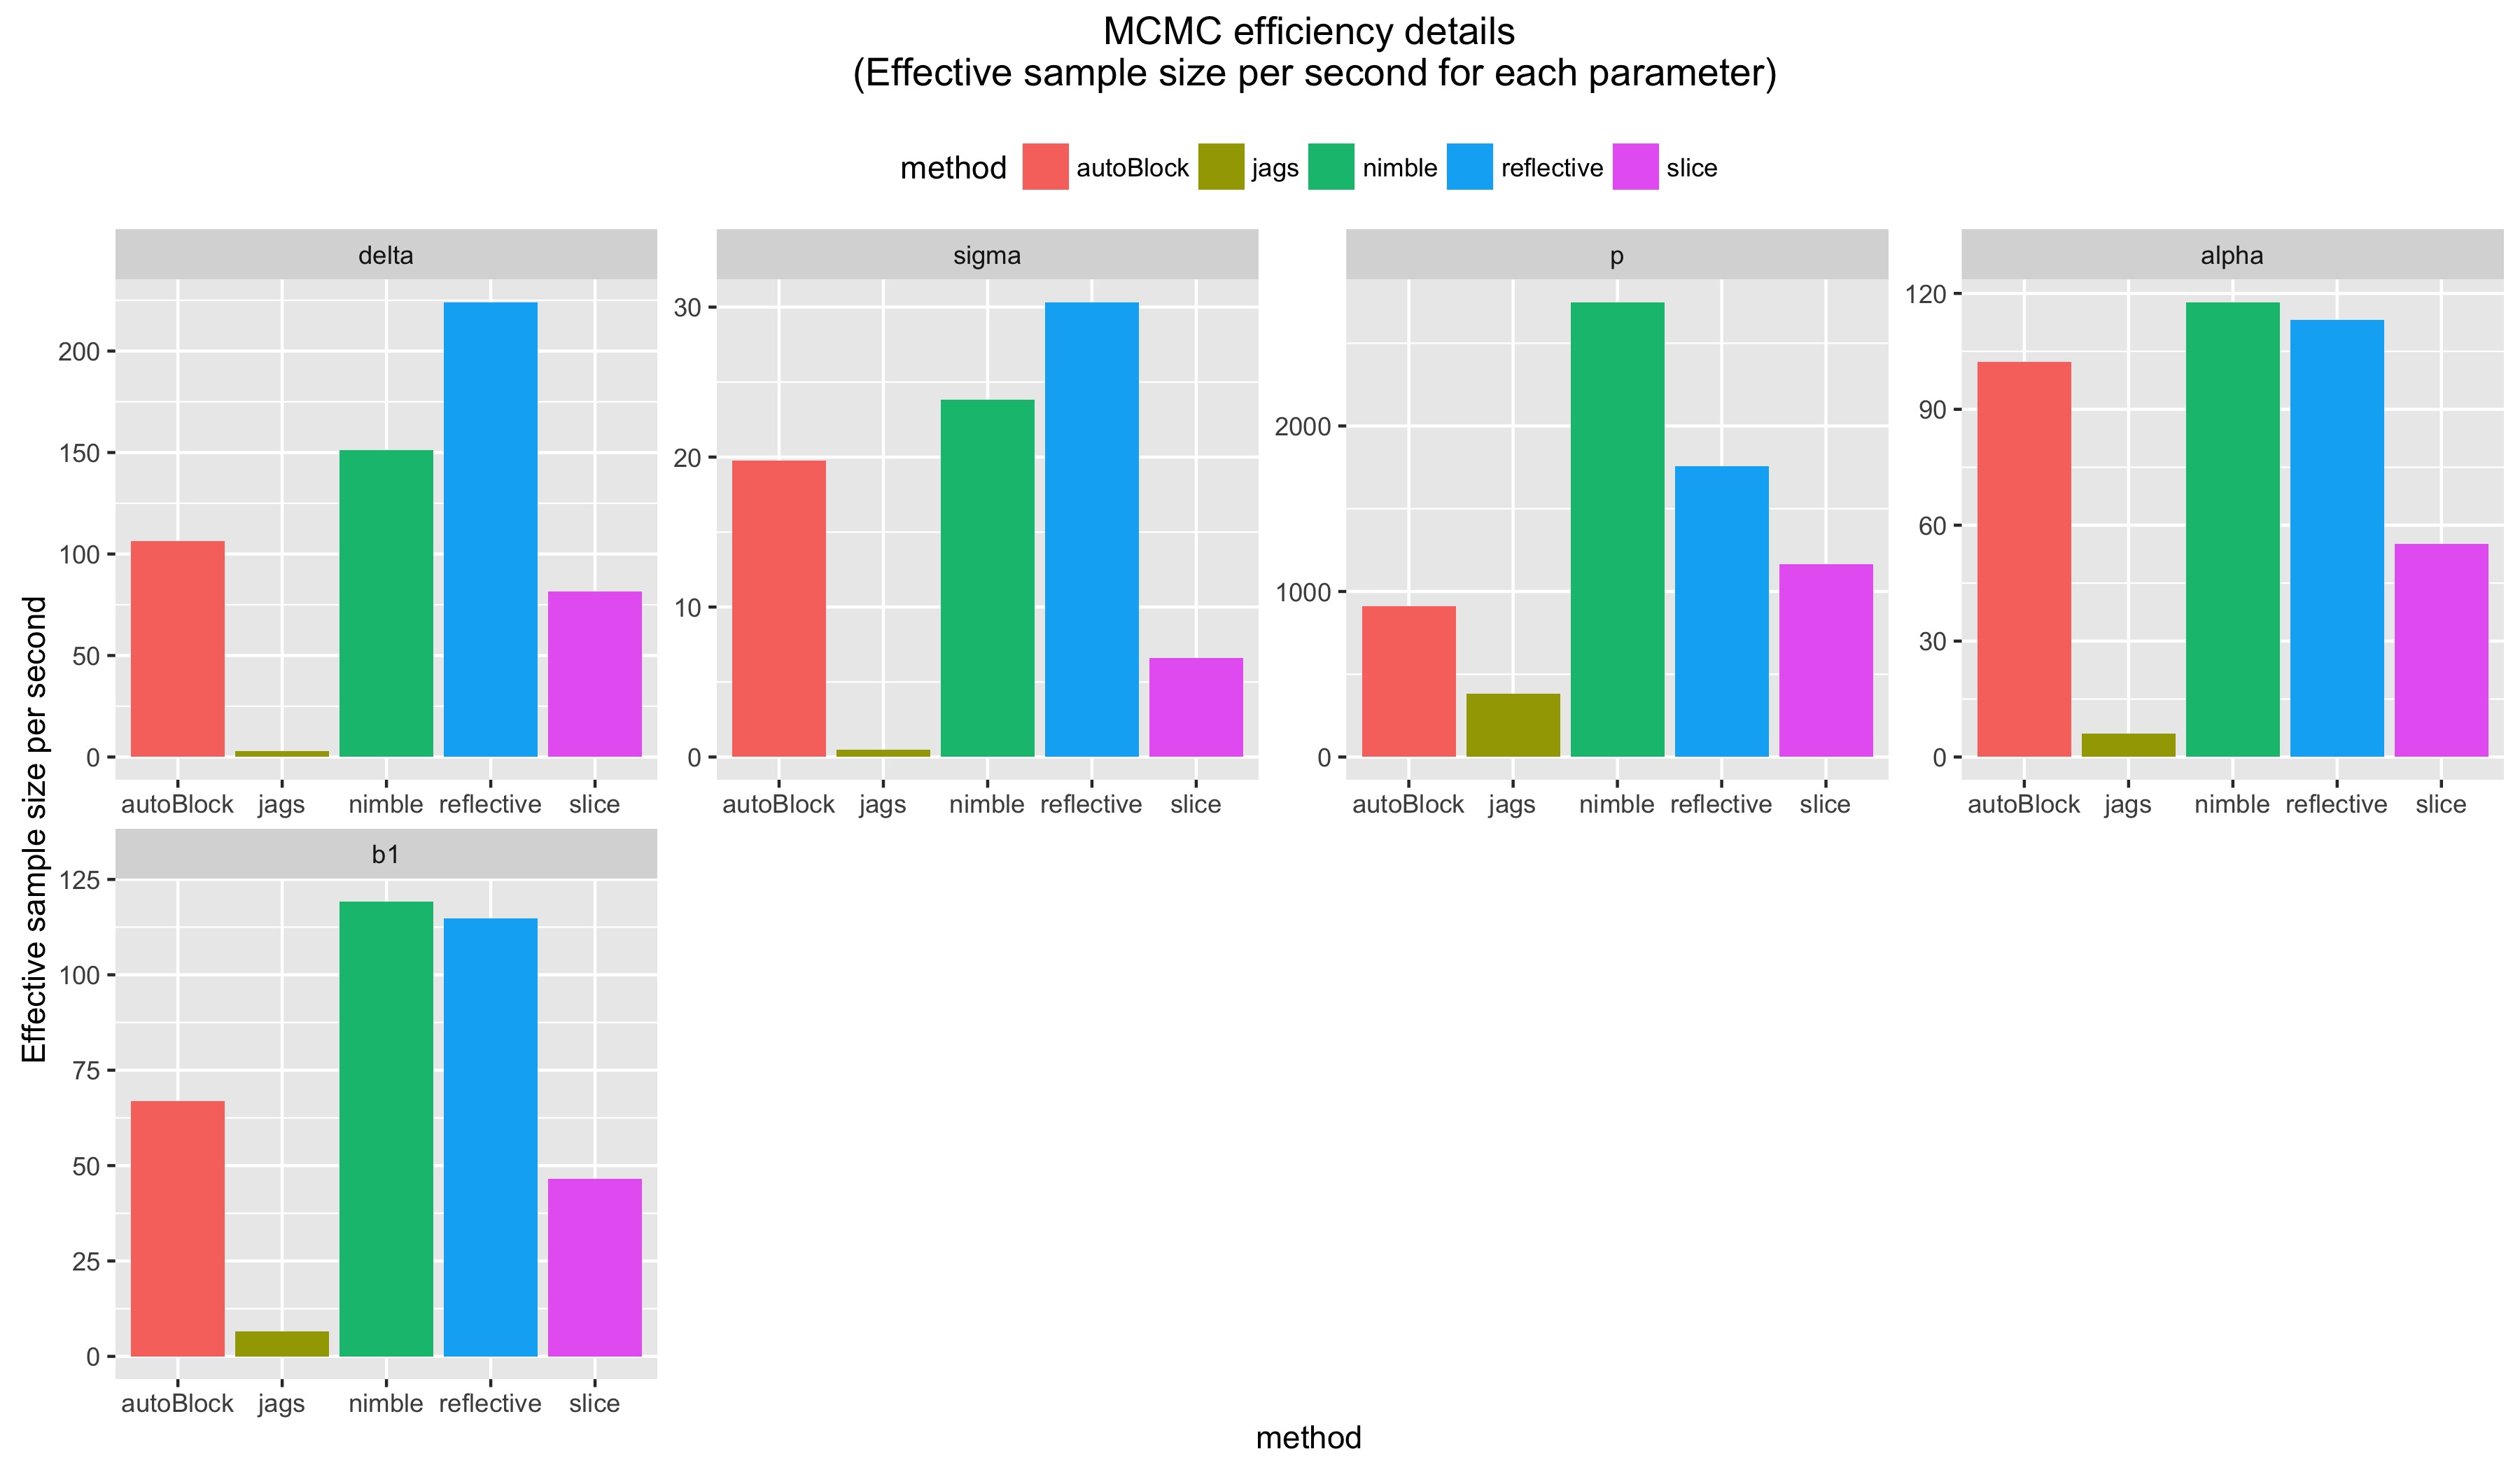 MCMC efficiency details
(Effective sample size per second for each parameter)
method autoBlock jags nimble reflective slice
delta sigma p alpha
200
150
100
50
0
30
20
10
0
2000
1000
0
120
90
60
30
0
autoBlock jags nimble reflective slice
autoBlock jags nimble reflective slice
autoBlock jags nimble reflective slice
autoBlock jags nimble reflective slice
Effective sample size per second
b1
125
100
75
50
25
0
autoBlock jags nimble reflective slice
method